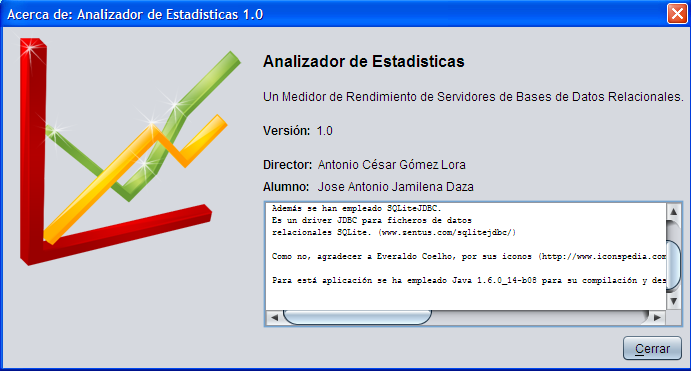 Acerca de: Analizador de Estadisticas 1.0
Analizador de Estadisticas
Un Medidor de Rendimiento de Servidores de Bases de Datos Relacionales.
Versión: 1.0
Director: Antonio César Gómez Lora
Alumno: Jose Antonio Jamilena Daza
Además se han empleado SQLiteJDBC.
Es un driver JDBC para ficheros de datos
relacionales SQLite. (www.zentus.com/sqlitejdbc/)
Como no, agradecer a Everaldo Coelho, por sus iconos (http://www.iconspedia.com
Para está aplicación se ha empleado Java 1.6.0_14-b08 para su compilación y des
Cerrar